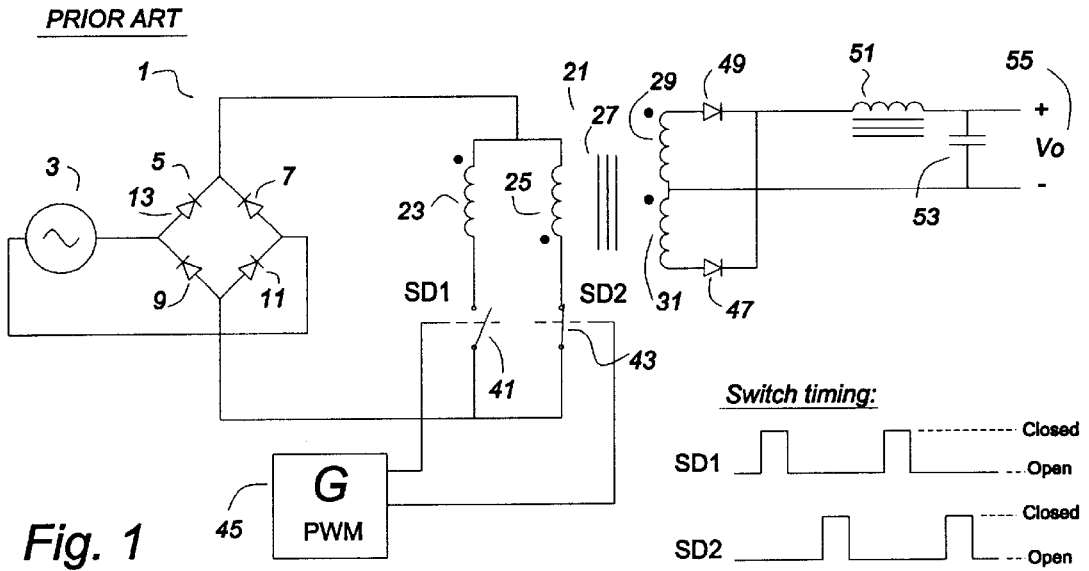 PRIOR ART
1
3
5
7
13
9
11
21
23
25
27
29
49
51
55
+
Vo
-
53
31
47
SD1
SD2
41
43
45
G
PWM
Switch timing:
SD1
Closed
Open
SD2
Closed
Open
Fig. 1